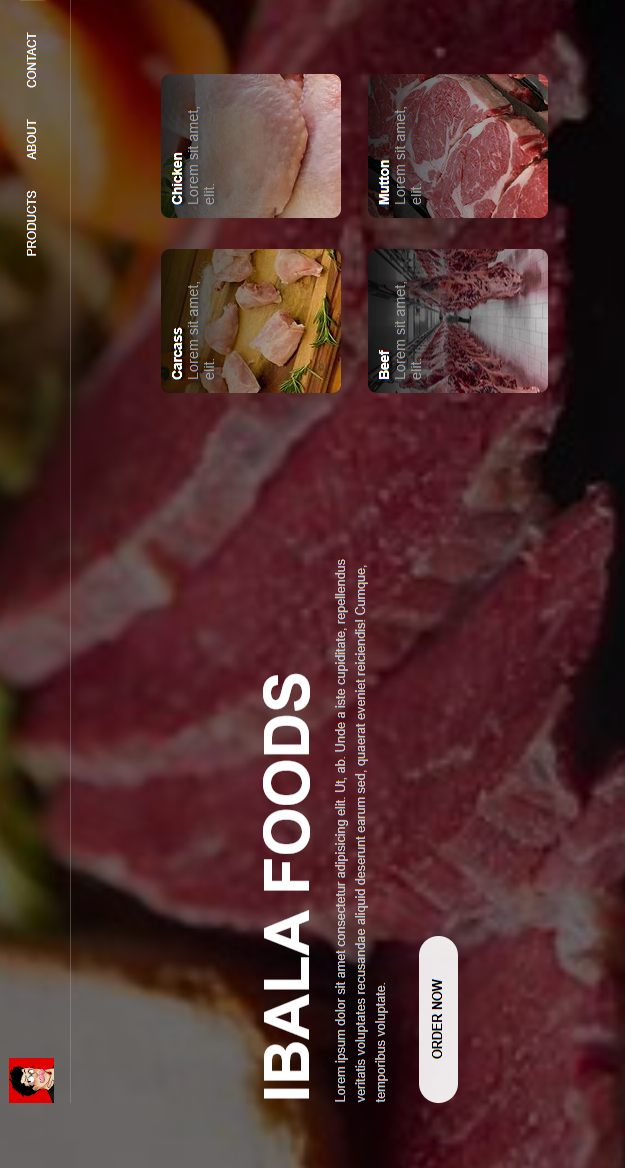 PRODUCTS
ABOUT
CONTACT
IBALA FOODS
Lorem ipsum dolor sit amet consectetur adipisicing elit. Ut, ab. Unde a iste cupiditate, repellendus
veritatis voluptates recusandae aliquid deserunt earum sed, quaerat eveniet reiciendis! Cumque,
temporibus voluptate.
ORDER NOW
Carcass
Lorem sit amet,
elit.
Chicken
Lorem sit amet,
elit.
Beef
Lorem sit amet,
elit.
Mutton
Lorem sit amet,
elit.